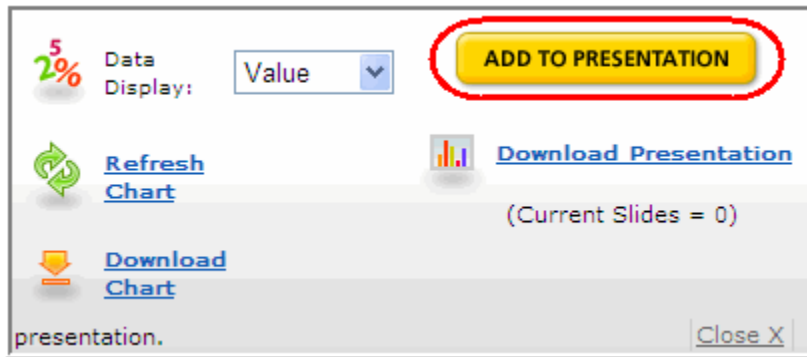 5
2%
Data
Display:
Value
ADD TO PRESENTATION
Refresh
Chart
Download Presentation
(Current Slides = 0)
Download
Chart
presentation.
Close X